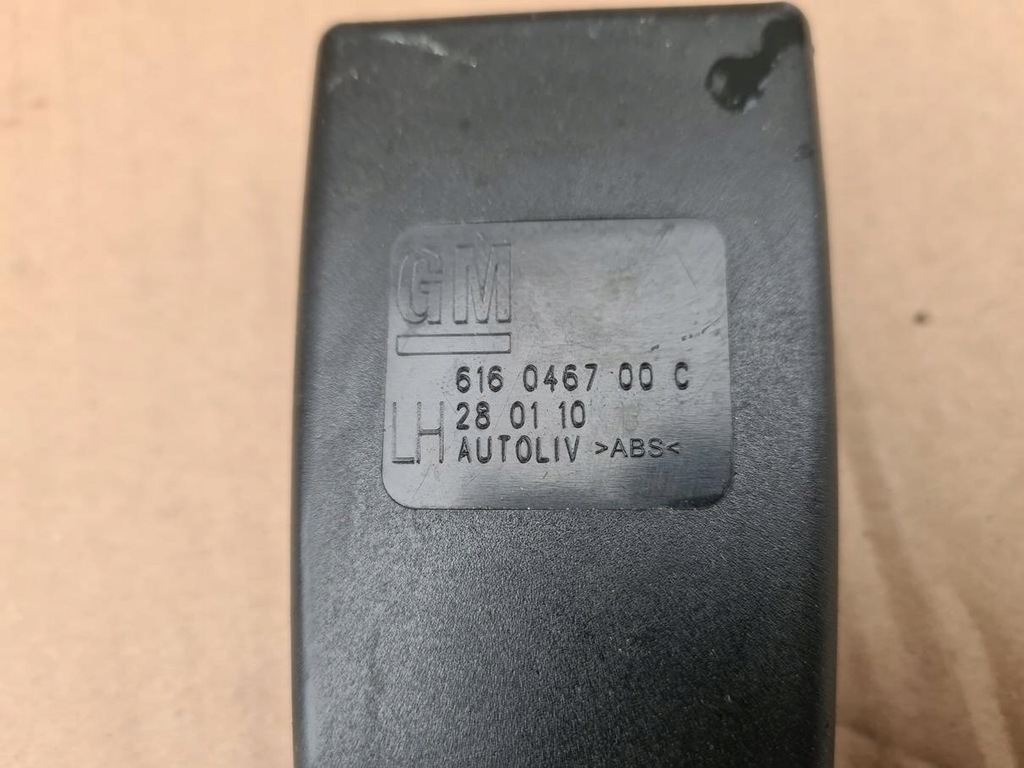 GM
616 0467 00 C
LH
28 01 10
AUTOLIV >ABS<